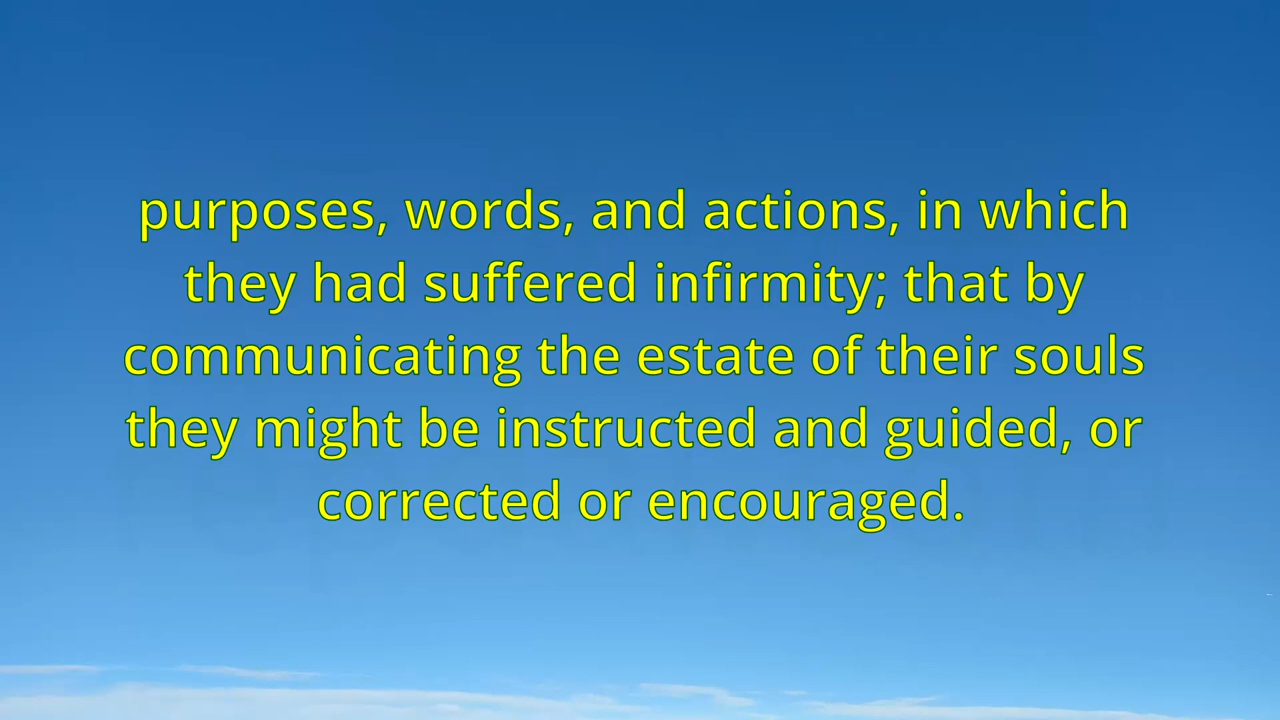 purposes, words, and actions, in which
they had suffered infirmity; that by
communicating the estate of their souls
they might be instructed and guided, or
corrected or encouraged.